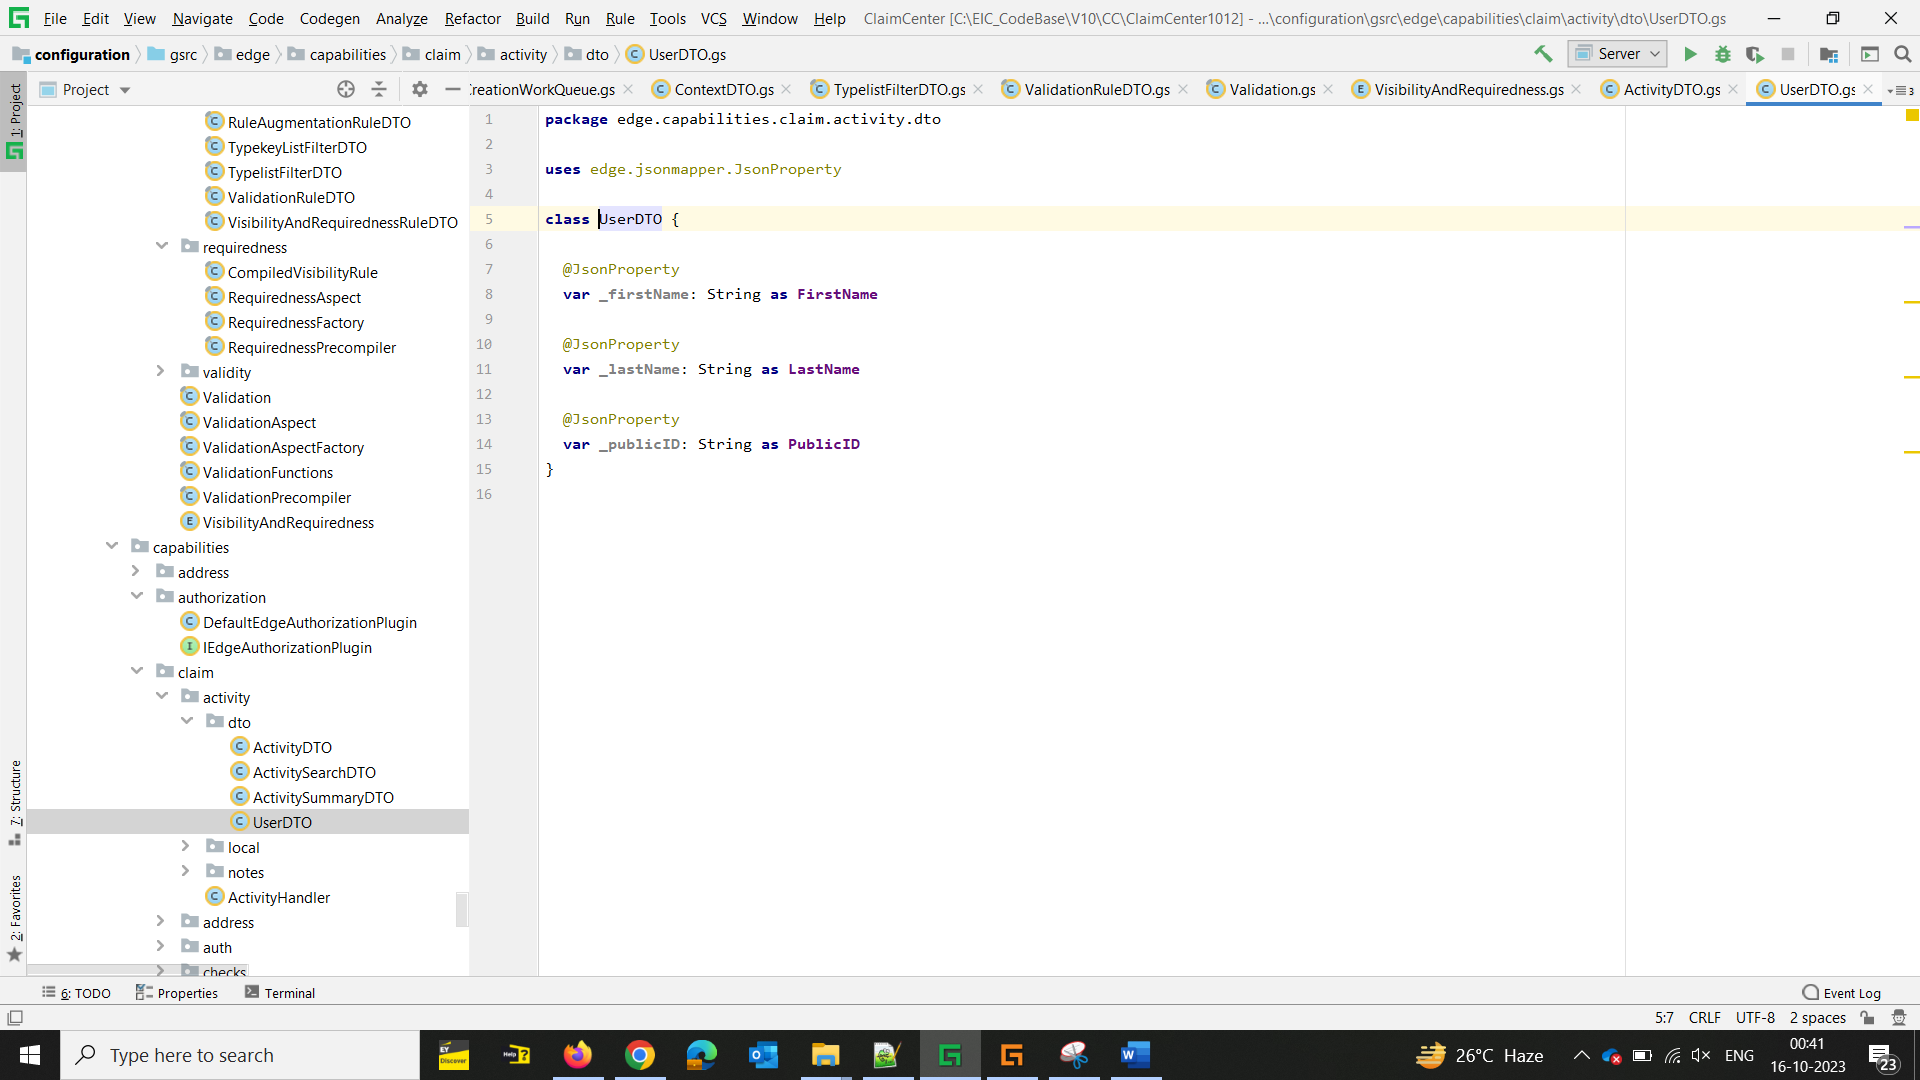 File Edit View Navigate Code Codegen Analyze Refactor Build Run Rule Tools VCS Window Help ClaimCenter [C:\EIC_CodeBase\V10\CC\ClaimCenter1012] - ...\configuration\gsrc\edge\capabilities\claim\activity\dto\UserDTO.gs
configuration gsrc edge capabilities claim activity dto UserDTO.gs Server
Project reationWorkQueue.gs ContextDTO.gs TypelistFilterDTO.gs ValidationRuleDTO.gs Validation.gs VisibilityAndRequiredness.gs ActivityDTO.gs UserDTO.gs 3
1: Project
7: Structure
2: Favorites
RuleAugmentationRuleDTO
TypekeyListFilterDTO
TypelistFilterDTO
ValidationRuleDTO
VisibilityAndRequirednessRuleDTO
requiredness
CompiledVisibilityRule
RequirednessAspect
RequirednessFactory
RequirednessPrecompiler
validity
Validation
ValidationAspect
ValidationAspectFactory
ValidationFunctions
ValidationPrecompiler
VisibilityAndRequiredness
capabilities
address
authorization
DefaultEdgeAuthorizationPlugin
IEdgeAuthorizationPlugin
claim
activity
dto
ActivityDTO
ActivitySearchDTO
ActivitySummaryDTO
UserDTO
local
notes
ActivityHandler
address
auth
checks
1 package edge.capabilities.claim.activity.dto
2
3 uses edge.jsonmapper.JsonProperty
4
5 class UserDTO {
6
7 @JsonProperty
8 var _firstName: String as FirstName
9
10 @JsonProperty
11 var _lastName: String as LastName
12
13 @JsonProperty
14 var _publicID: String as PublicID
15 }
16
6: TODO Properties Terminal Event Log
5:7 CRLF UTF-8 2 spaces
Type here to search EY Discover Help ? 26°C Haze ENG 00:41 16-10-2023 23